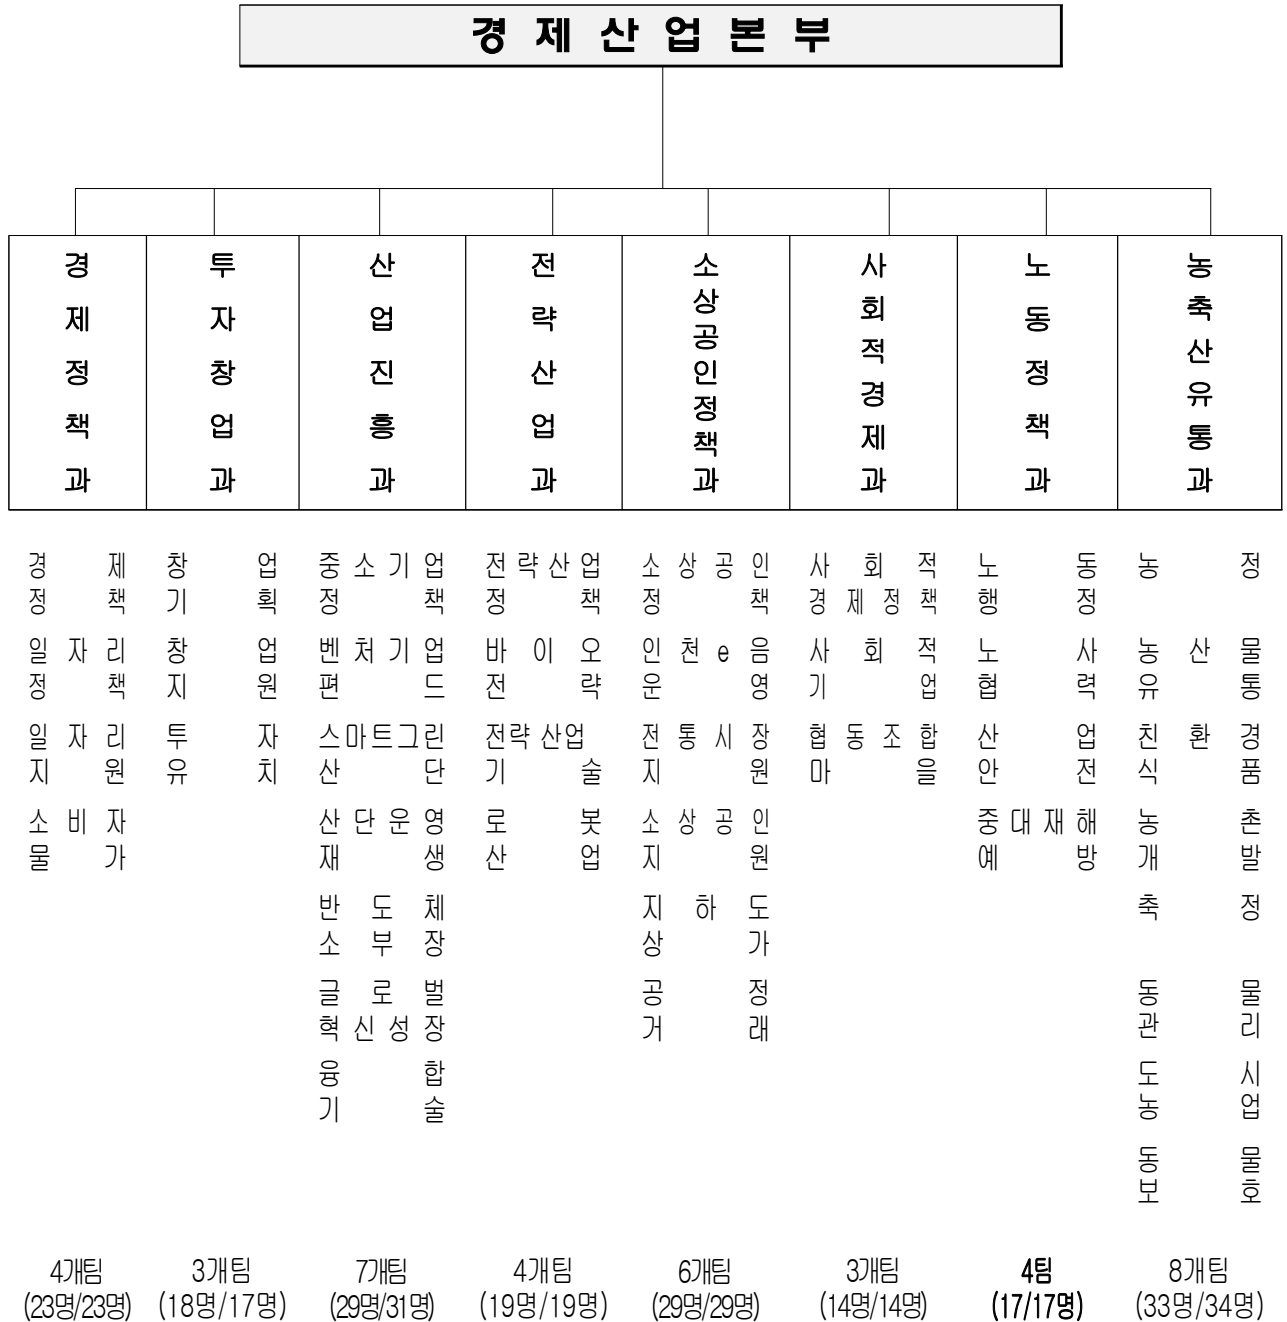 경제산업본부
경제정책과
투자창업과
산업진흥과
전략산업과
소상공인정책과
사회적경제과
노동정책과
농축산유통과
경제
정책
일자리
정책
일자리
지원
소비자
물가
4개팀
(23명/23명)
창업
기획
창업
지원
투자
유치
3개팀
(18명/17명)
중소기업
정책
벤처기업
펀드
스마트그린
산단
산단운영
재생
반도체
소부장
글로벌
혁신성장
융합
기술
7개팀
(29명/31명)
전략산업
정책
바이오
전략
전략산업
기술
로봇
산업
4개팀
(19명/19명)
소상공인
정책
인천e음
운영
전통시장
지원
소상공인
지원
지하도
상가
공정
거래
6개팀
(29명/29명)
사회적
경제정책
사회적
기업
협동조합
마을
3개팀
(14명/14명)
노동
행정
노사
협력
산업
안전
중대재해
예방
4팀
(17/17명)
농정
농산물
유통
친환경
식품
농촌
개발
축정
동물
관리
도시
농업
동물
보호
8개팀
(33명/34명)